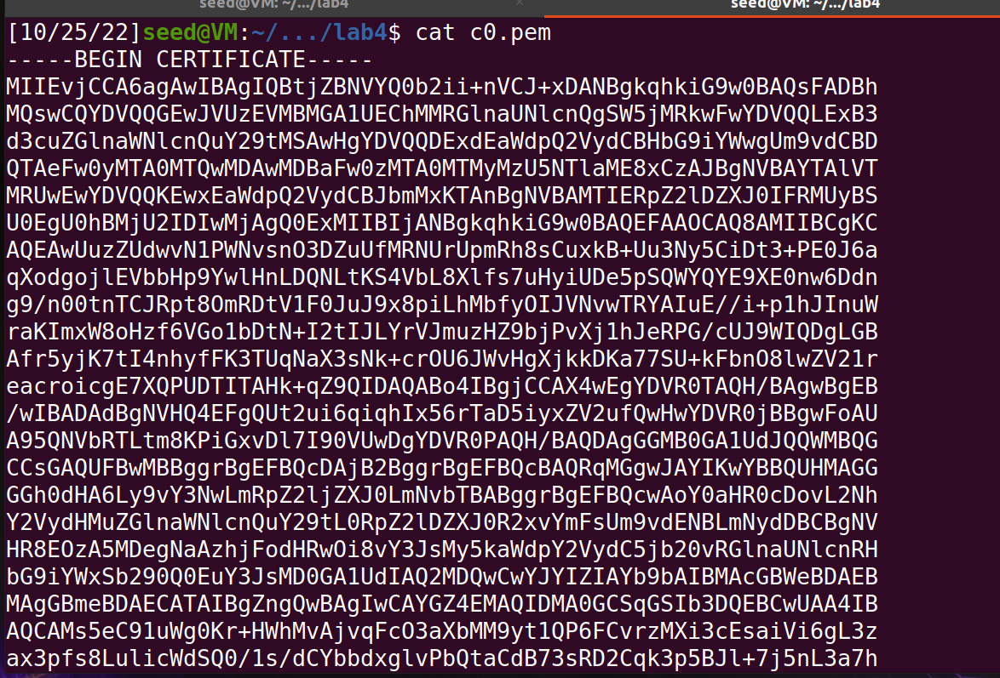 seed@VM: ~/.../lab4 × seed@VM: ~/.../lab4
[10/25/22]seed@VM:~/.../lab4$ cat c0.pem
-----BEGIN CERTIFICATE-----
MIIEvjCCA6agAwIBAgIQBtjZBNVYQ0b2ii+nVCJ+xDANBgkqhkiG9w0BAQsFADBh
MQswCQYDVQQGEwJVUzEVMBMGA1UEChMMRGlnaUNlcnQgSW5jMRkwFwYDVQQLExB3
d3cuZGlnaWNlcnQuY29tMSAwHgYDVQQDExdEaWdpQ2VydCBHbG9iYWwgUm9vdCBD
QTAeFw0yMTA0MTQwMDAwMDBaFw0zMTA0MTMyMzU5NTlaME8xCzAJBgNVBAYTAlVT
MRUwEwYDVQQKEwxEaWdpQ2VydCBJbmMxKTAnBgNVBAMTIERpZ2lDZXJ0IFRMUyBS
U0EgU0hBMjU2IDIwMjAgQ0ExMIIBIjANBgkqhkiG9w0BAQEFAAOCAQ8AMIIBCgKC
AQEAwUuzZUdwvN1PWNvsnO3DZuUfMRNUrUpmRh8sCuxkB+Uu3Ny5CiDt3+PE0J6a
qXodgojlEVbbHp9YwlHnLDQNLtKS4VbL8Xlfs7uHyiUDe5pSQWYQYE9XE0nw6Ddn
g9/n00tnTCJRpt8OmRDtV1F0JuJ9x8piLhMbfyOIJVNvwTRYAIuE//i+p1hJInuW
raKImxW8oHzf6VGo1bDtN+I2tIJLYrVJmuzHZ9bjPvXj1hJeRPG/cUJ9WIQDgLGB
Afr5yjK7tI4nhyfFK3TUqNaX3sNk+crOU6JWvHgXjkkDKa77SU+kFbnO8lwZV21r
eacroicgE7XQPUDTITAHk+qZ9QIDAQABo4IBgjCCAX4wEgYDVR0TAQH/BAgwBgEB
/wIBADAdBgNVHQ4EFgQUt2ui6qiqhIx56rTaD5iyxZV2ufQwHwYDVR0jBBgwFoAU
A95QNVbRTLtm8KPiGxvDl7I90VUwDgYDVR0PAQH/BAQDAgGGMB0GA1UdJQQWMBQG
CCsGAQUFBwMBBggrBgEFBQcDAjB2BggrBgEFBQcBAQRqMGgwJAYIKwYBBQUHMAGG
GGh0dHA6Ly9vY3NwLmRpZ2ljZXJ0LmNvbTBABggrBgEFBQcwAoY0aHR0cDovL2Nh
Y2VydHMuZGlnaWNlcnQuY29tL0RpZ2lDZXJ0R2xvYmFsUm9vdENBLmNydDBCBgNV
HR8EOzA5MDegNaAzhjFodHRwOi8vY3JsMy5kaWdpY2VydC5jb20vRGlnaUNlcnRH
bG9iYWxSb290Q0EuY3JsMD0GA1UdIAQ2MDQwCwYJYIZIAYb9bAIBMAcGBWeBDAEB
MAgGBmeBDAECATAIBgZngQwBAgIwCAYGZ4EMAQIDMA0GCSqGSIb3DQEBCwUAA4IB
AQCAMs5eC91uWg0Kr+HWhMvAjvqFcO3aXbMM9yt1QP6FCvrzMXi3cEsaiVi6gL3z
ax3pfs8LulicWdSQ0/1s/dCYbbdxglvPbQtaCdB73sRD2Cqk3p5BJl+7j5nL3a7h